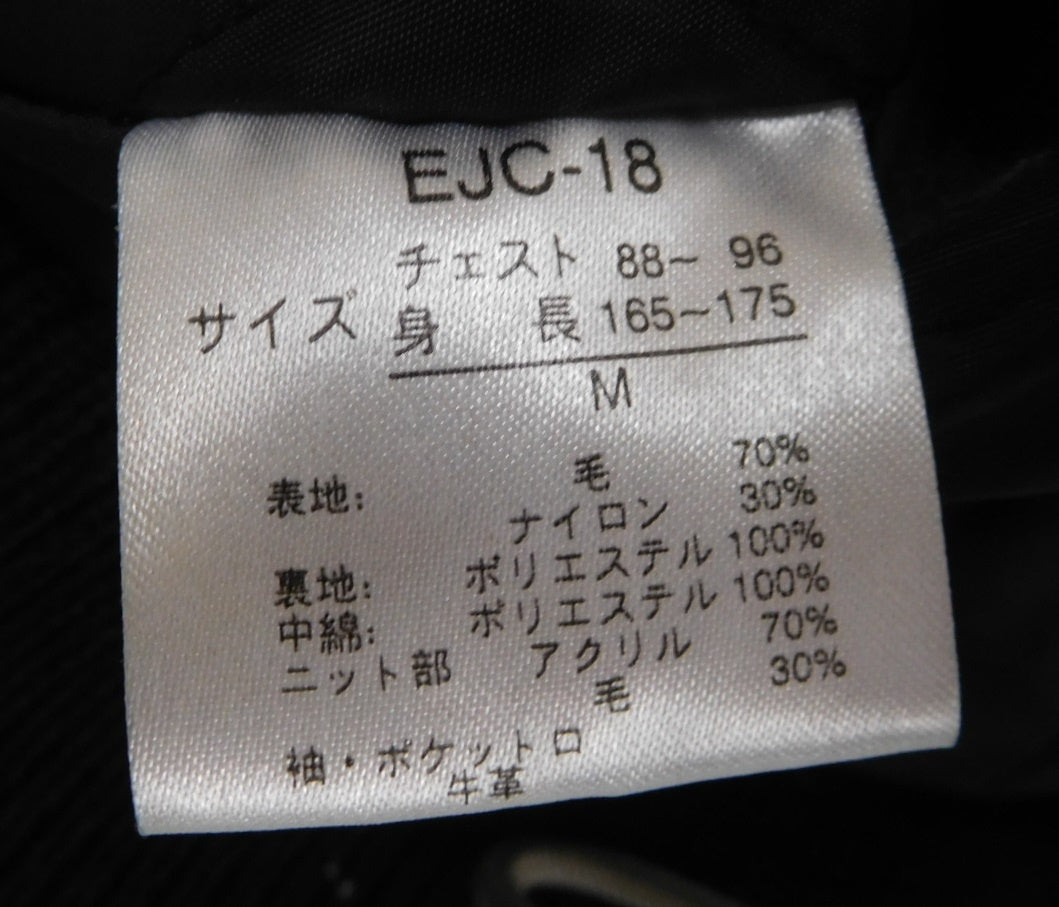 EJC-18
チェスト 88~ 96
サイズ 身 長 165~175
M
表地: 毛 70%
ナイロン 30%
裏地: ポリエステル 100%
中綿: ポリエステル 100%
ニット部 アクリル 70%
毛 30%
袖・ポケット口
牛革